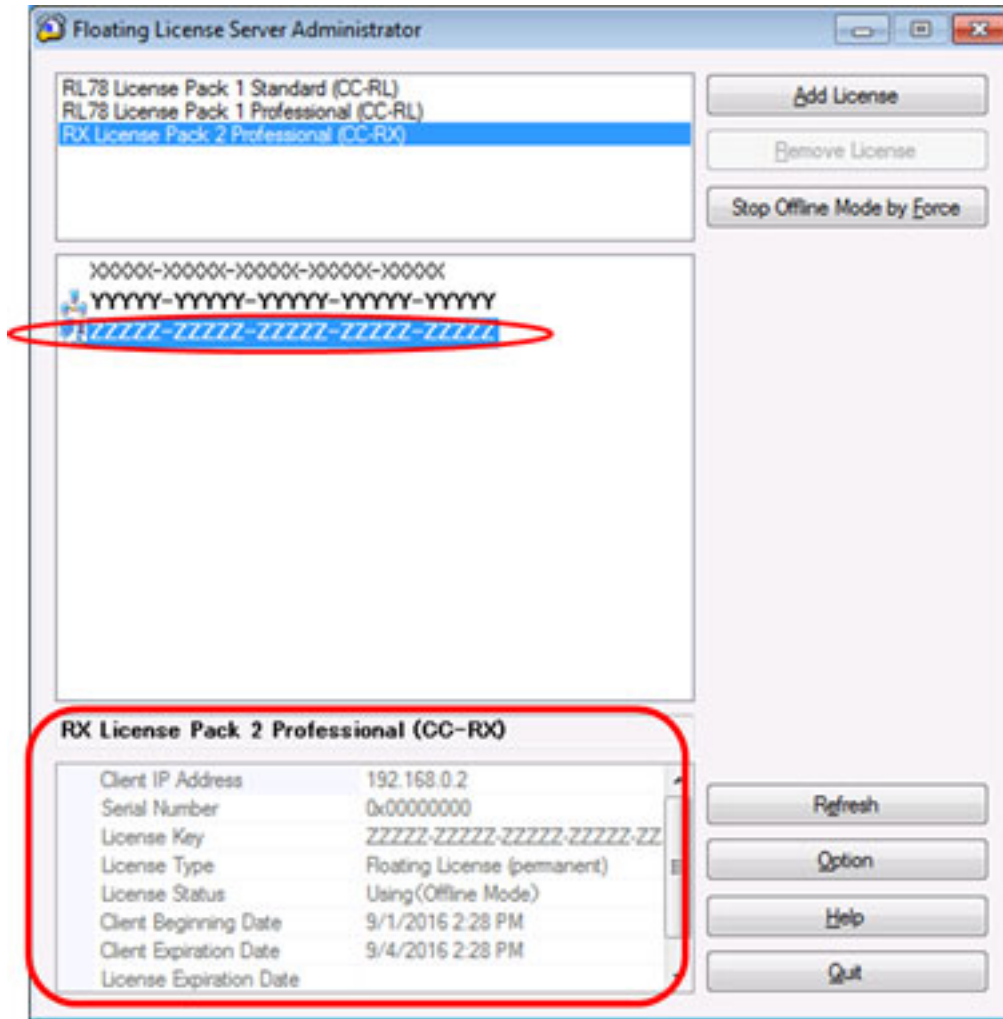 Floating License Server Administrator
RL78 License Pack 1 Standard (CC-RL)
RL78 License Pack 1 Professional (CC-RL)
RX License Pack 2 Professional (CC-RX)
Add License
Remove License
Stop Offline Mode by Force
XXXXX-XXXXX-XXXXX-XXXXX-XXXXX
YYYYY-YYYYY-YYYYY-YYYYY-YYYYY
ZZZZZ-ZZZZZ-ZZZZZ-ZZZZZ-ZZZZZ
RX License Pack 2 Professional (CC-RX)
Client IP Address 192.168.0.2
Serial Number 0x00000000
License Key ZZZZZ-ZZZZZ-ZZZZZ-ZZZZZ-ZZ
License Type Floating License (permanent)
License Status Using(Offline Mode)
Client Beginning Date 9/1/2016 2:28 PM
Client Expiration Date 9/4/2016 2:28 PM
License Expiration Date
Refresh
Option
Help
Quit